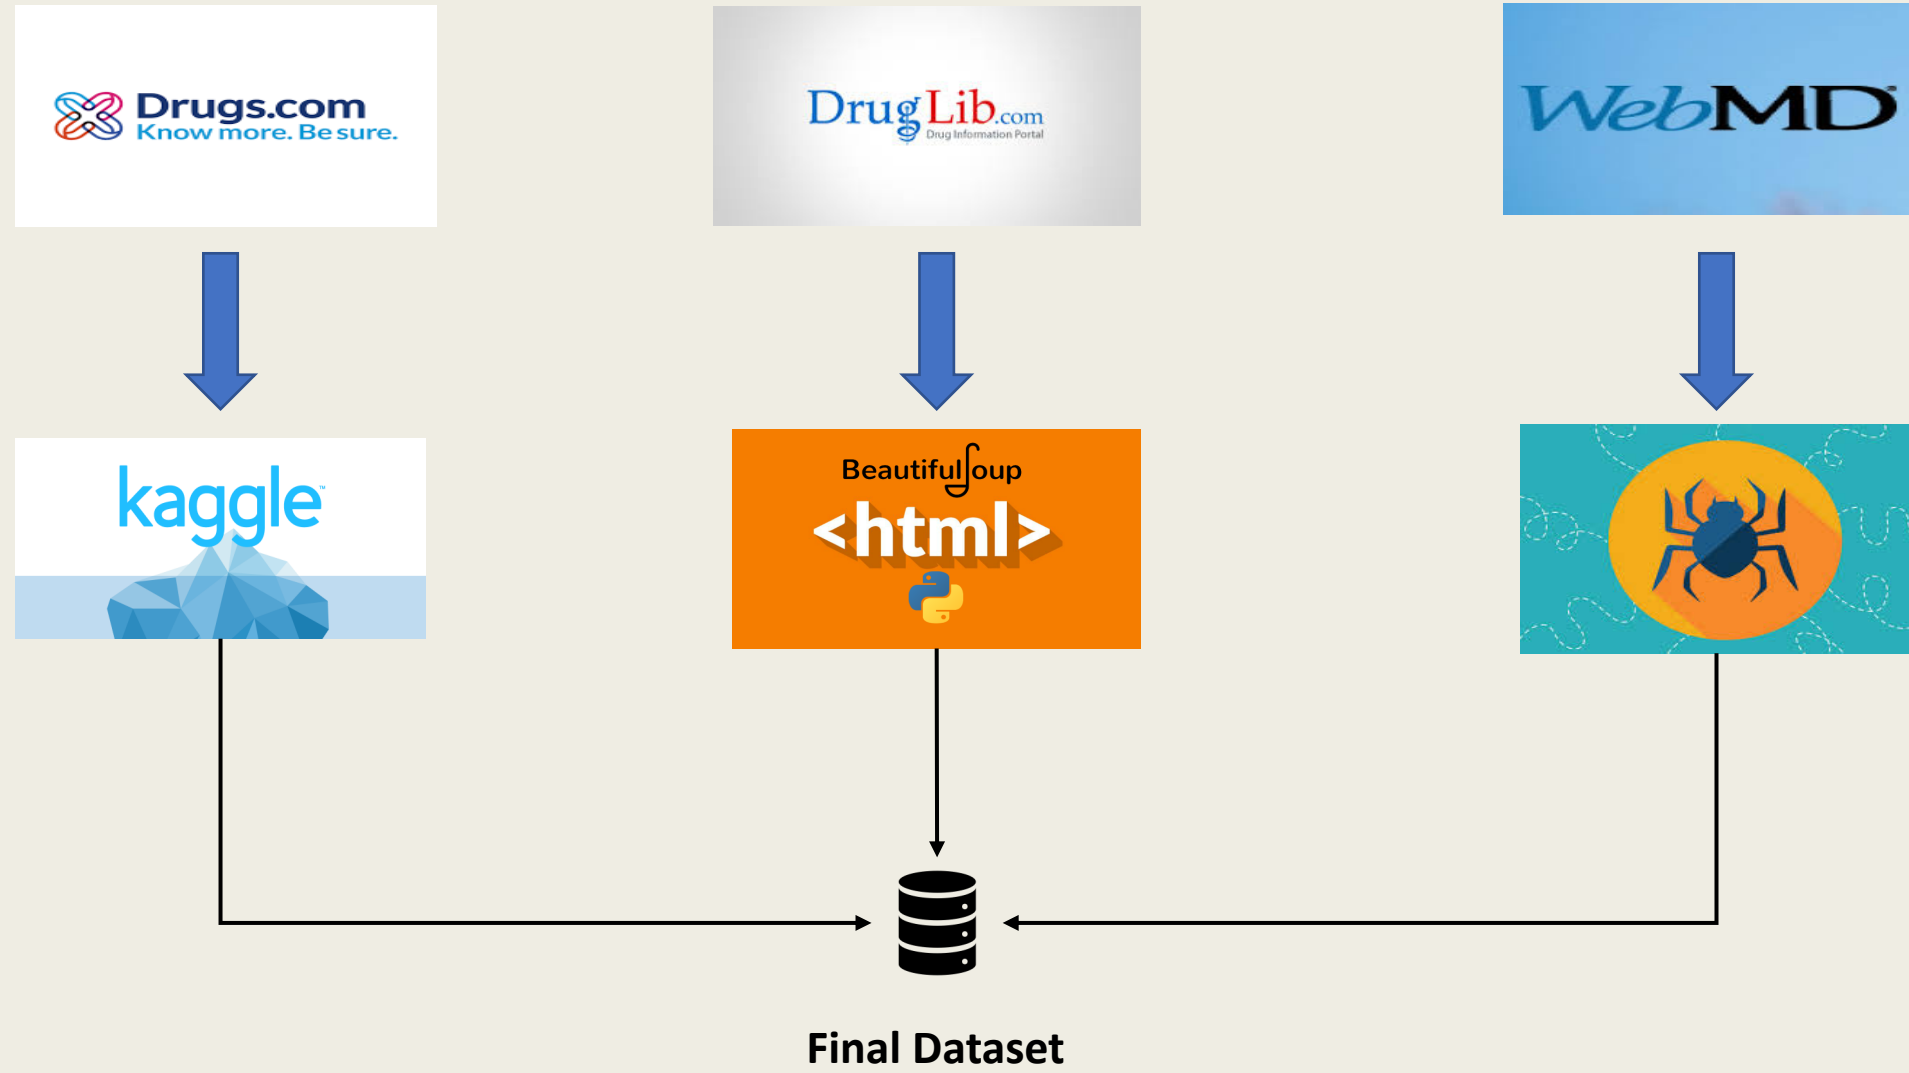 Drugs.com
Know more. Be sure.
DrugLib.com
Drug Information Portal
WebMD
kaggle
BeautifulSoup
<html>
Final Dataset